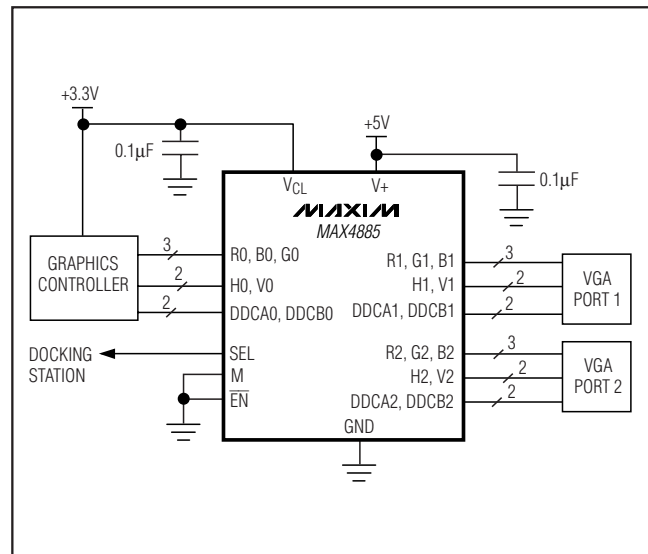 +3.3V
+5V
0.1µF
0.1µF
VCL
V+
MAXIM
MAX4885
GRAPHICS
CONTROLLER
3
R0, B0, G0
2
H0, V0
2
DDCA0, DDCB0
R1, G1, B1
3
H1, V1
2
DDCA1, DDCB1
2
VGA
PORT 1
DOCKING
STATION
SEL
M
EN
R2, G2, B2
3
H2, V2
2
DDCA2, DDCB2
2
VGA
PORT 2
GND